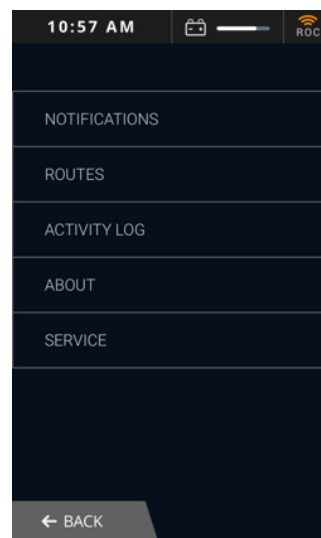 10:57 AM
ROC
NOTIFICATIONS
ROUTES
ACTIVITY LOG
ABOUT
SERVICE
← BACK